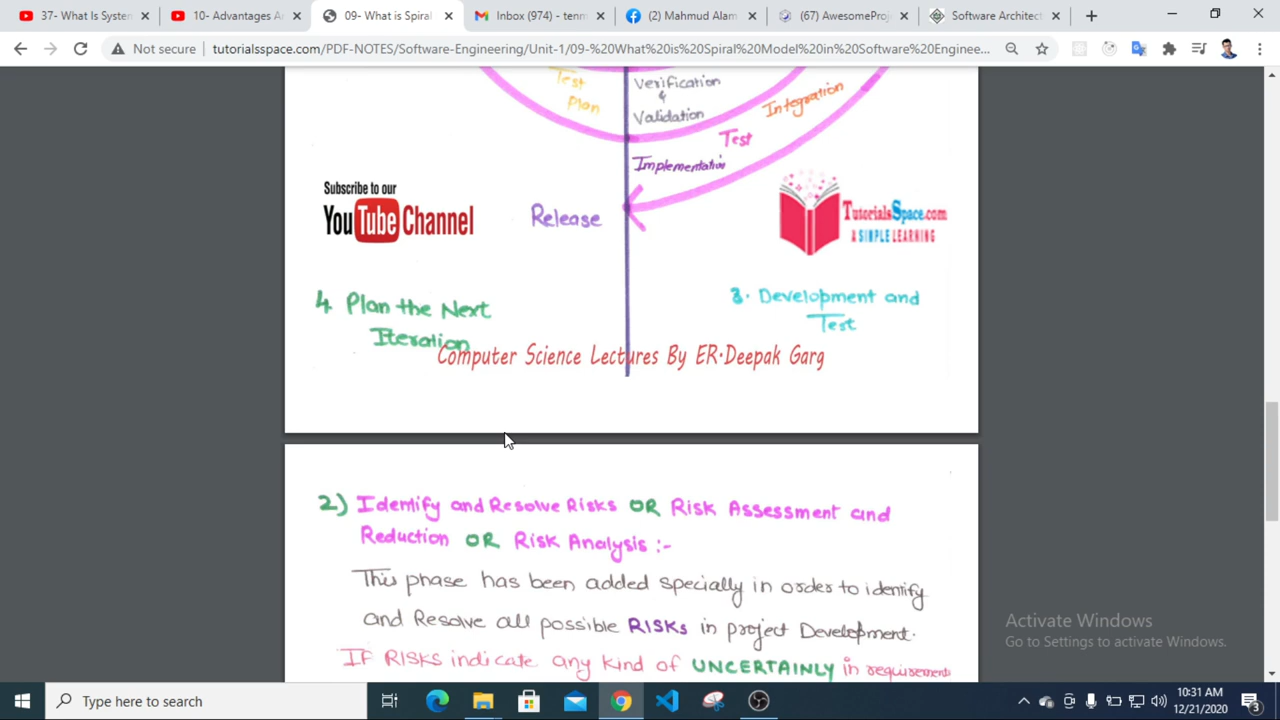 37- What Is System
10- Advantages A
09- What is Spiral
Inbox (974) - tenm
(2) Mahmud Alam
(67) AwesomeProj
Software Architect
Not secure
tutorialsspace.com/PDF-NOTES/Software-Engineering/Unit-1/09-%20What%20is%20Spiral%20Model%20in%20Software%20Enginee...
Test
Plan
Verification
&
Validation
Integration
Test
Implementation
Subscribe to our
YouTube Channel
Release
TutorialsSpace.com
A SIMPLE LEARNING
4. Plan the Next
Iteration
3. Development and
Test
Computer Science Lectures By ER.Deepak Garg
2) Identify and Resolve Risks OR Risk Assessment and
Reduction OR Risk Analysis :-
This phase has been added specially in order to identify
and Resolve all possible RISKS in project Development.
IF RISKS indicate any kind of UNCERTAINLY in requirements
Activate Windows
Go to Settings to activate Windows.
Type here to search
10:31 AM
12/21/2020
3